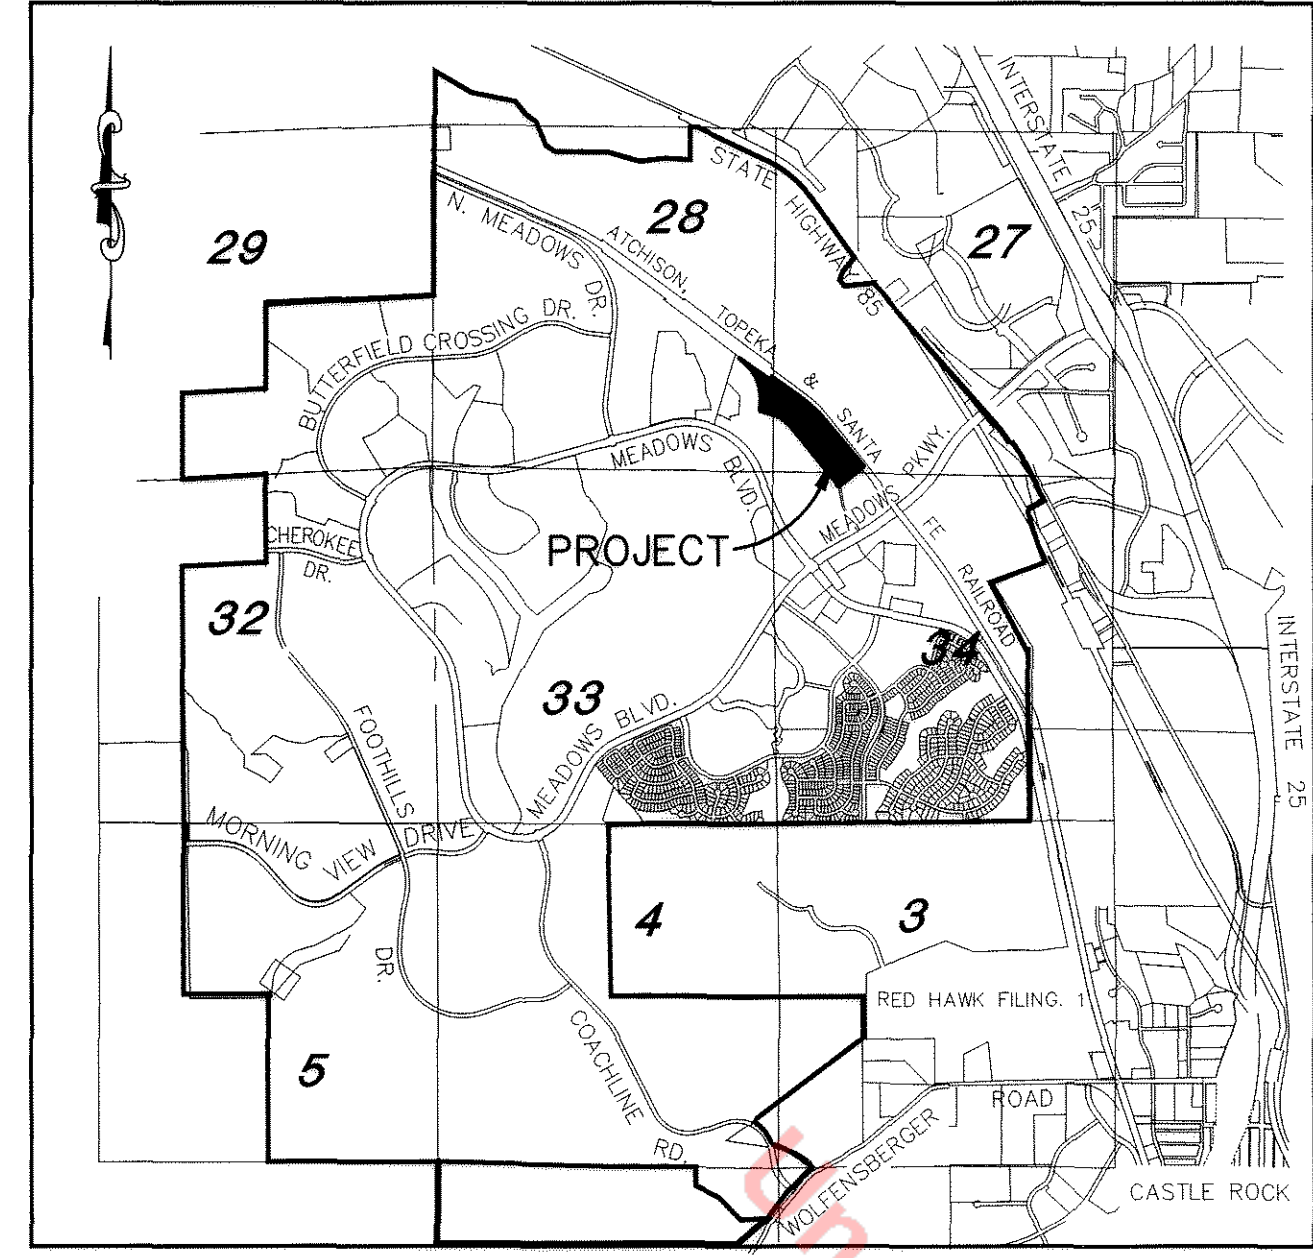 INTERSTATE 25
STATE HIGHWAY 85
29
28
27
N. MEADOWS DR.
ATCHISON, TOPEKA & SANTA FE RAILROAD
BUTTERFIELD CROSSING DR.
MEADOWS BLVD.
MEADOWS PKWY.
PROJECT
CHEROKEE DR.
32
33
34
INTERSTATE 25
FOOTHILLS DR.
MEADOWS BLVD.
MORNING VIEW DRIVE
4
3
RED HAWK FILING. 1
5
COACHLINE RD.
WOLFENSBERGER ROAD
CASTLE ROCK
Un